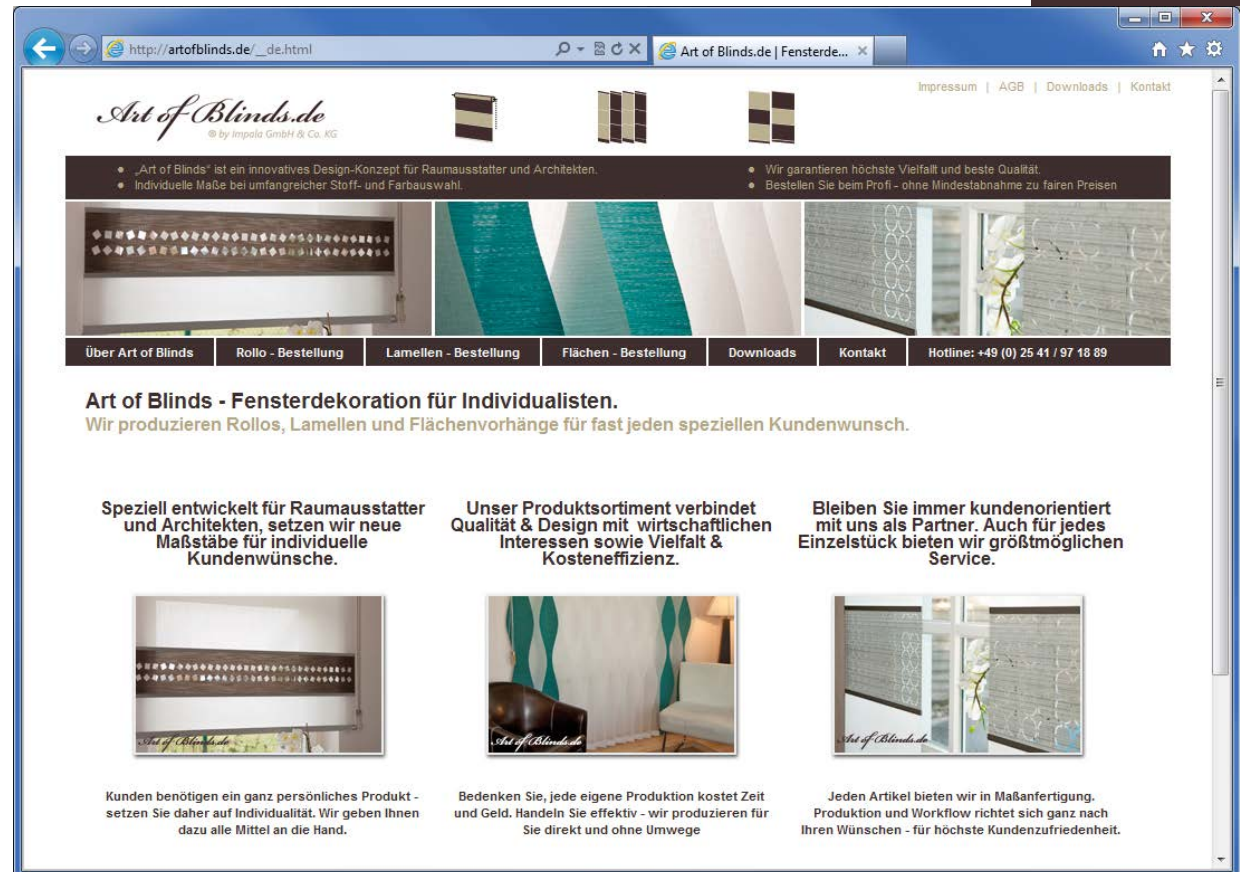 http://artofblinds.de/__de.html
Art of Blinds.de | Fensterde...
Impressum | AGB | Downloads | Kontakt
Art of Blinds.de
® by Impala GmbH & Co. KG
• „Art of Blinds“ ist ein innovatives Design-Konzept für Raumausstatter und Architekten.
• Individuelle Maße bei umfangreicher Stoff- und Farbauswahl.
• Wir garantieren höchste Vielfallt und beste Qualität.
• Bestellen Sie beim Profi - ohne Mindestabnahme zu fairen Preisen
Über Art of Blinds Rollo - Bestellung Lamellen - Bestellung Flächen - Bestellung Downloads Kontakt Hotline: +49 (0) 25 41 / 97 18 89
Art of Blinds - Fensterdekoration für Individualisten.
Wir produzieren Rollos, Lamellen und Flächenvorhänge für fast jeden speziellen Kundenwunsch.
Speziell entwickelt für Raumausstatter
und Architekten, setzen wir neue
Maßstäbe für individuelle
Kundenwünsche.
Unser Produktsortiment verbindet
Qualität & Design mit wirtschaftlichen
Interessen sowie Vielfalt &
Kosteneffizienz.
Bleiben Sie immer kundenorientiert
mit uns als Partner. Auch für jedes
Einzelstück bieten wir größtmöglichen
Service.
Art of Blinds.de
Art of Blinds.de
Art of Blinds.de
Kunden benötigen ein ganz persönliches Produkt -
setzen Sie daher auf Individualität. Wir geben Ihnen
dazu alle Mittel an die Hand.
Bedenken Sie, jede eigene Produktion kostet Zeit
und Geld. Handeln Sie effektiv - wir produzieren für
Sie direkt und ohne Umwege
Jeden Artikel bieten wir in Maßanfertigung.
Produktion und Workflow richtet sich ganz nach
Ihren Wünschen - für höchste Kundenzufriedenheit.